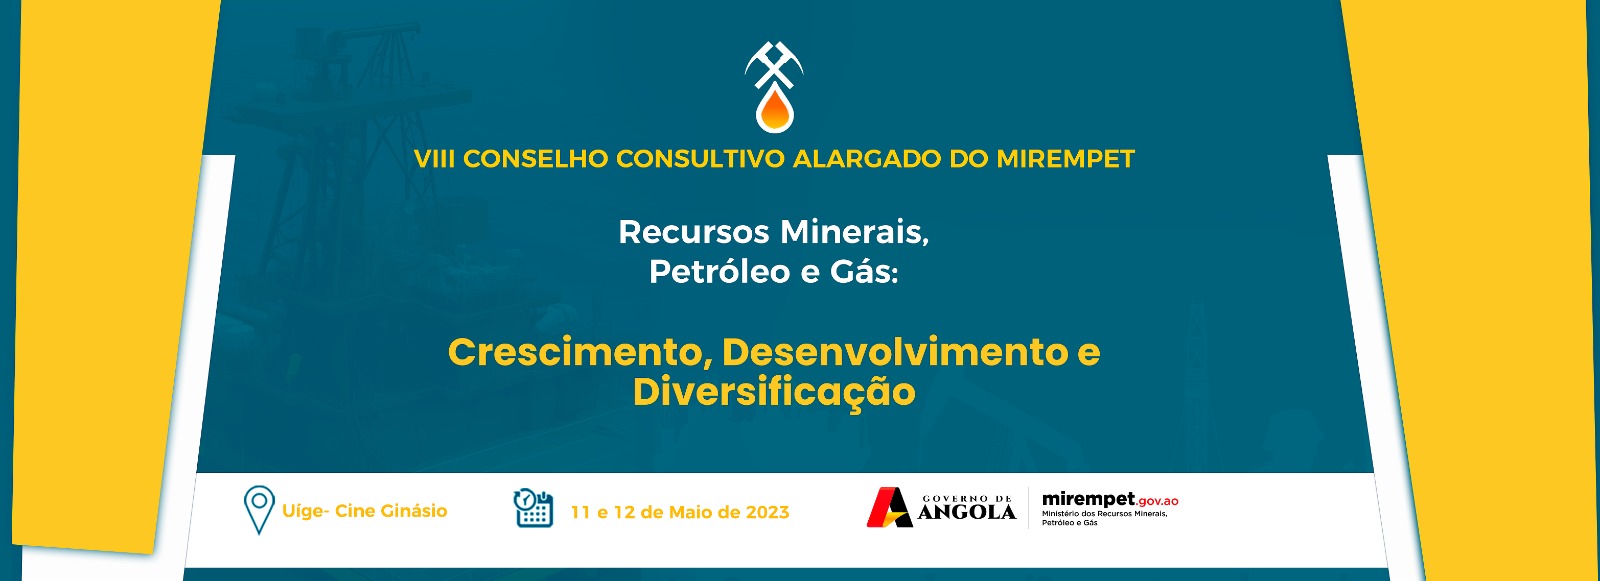 VIII CONSELHO CONSULTIVO ALARGADO DO MIREMPET
Recursos Minerais,
Petróleo e Gás:
Crescimento, Desenvolvimento e
Diversificação
Uíge- Cine Ginásio
11 e 12 de Maio de 2023
GOVERNO DE
ANGOLA
mirempet.gov.ao
Ministério dos Recursos Minerais,
Petróleo e Gás